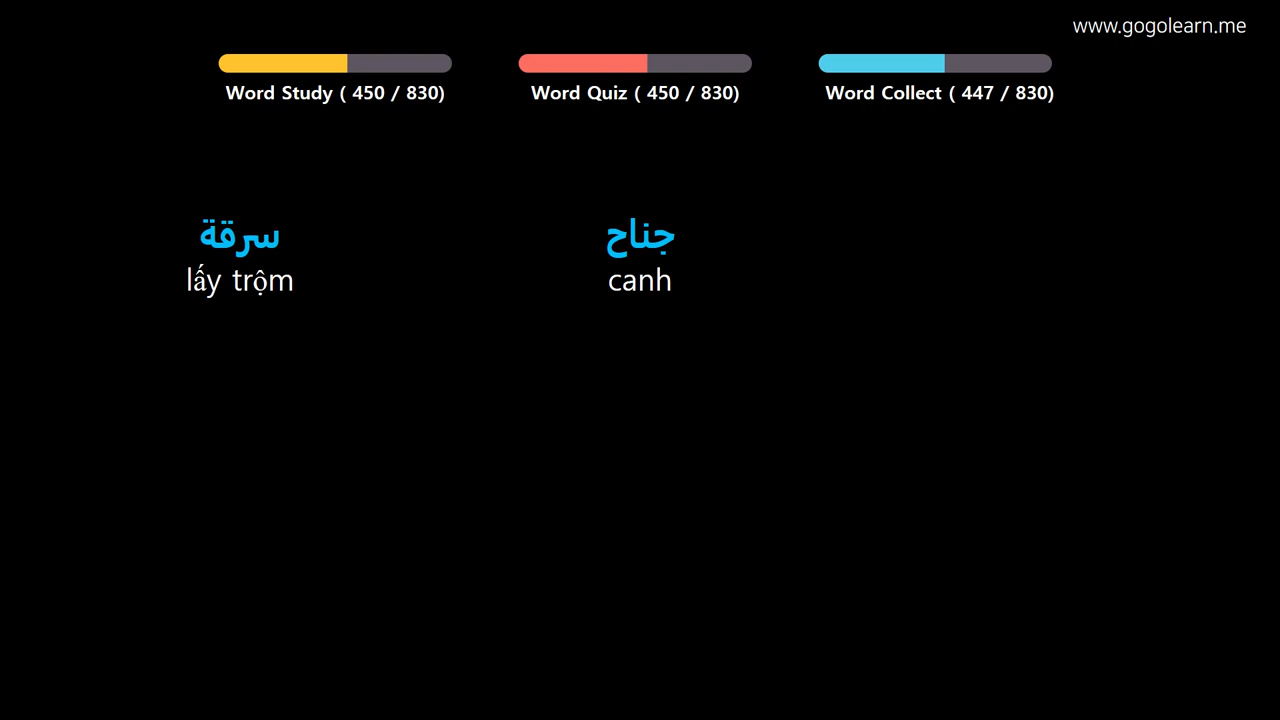 www.gogolearn.me
Word Study ( 450 / 830)
Word Quiz ( 450 / 830)
Word Collect ( 447 / 830)
سرقة
lấy trộm
جناح
canh